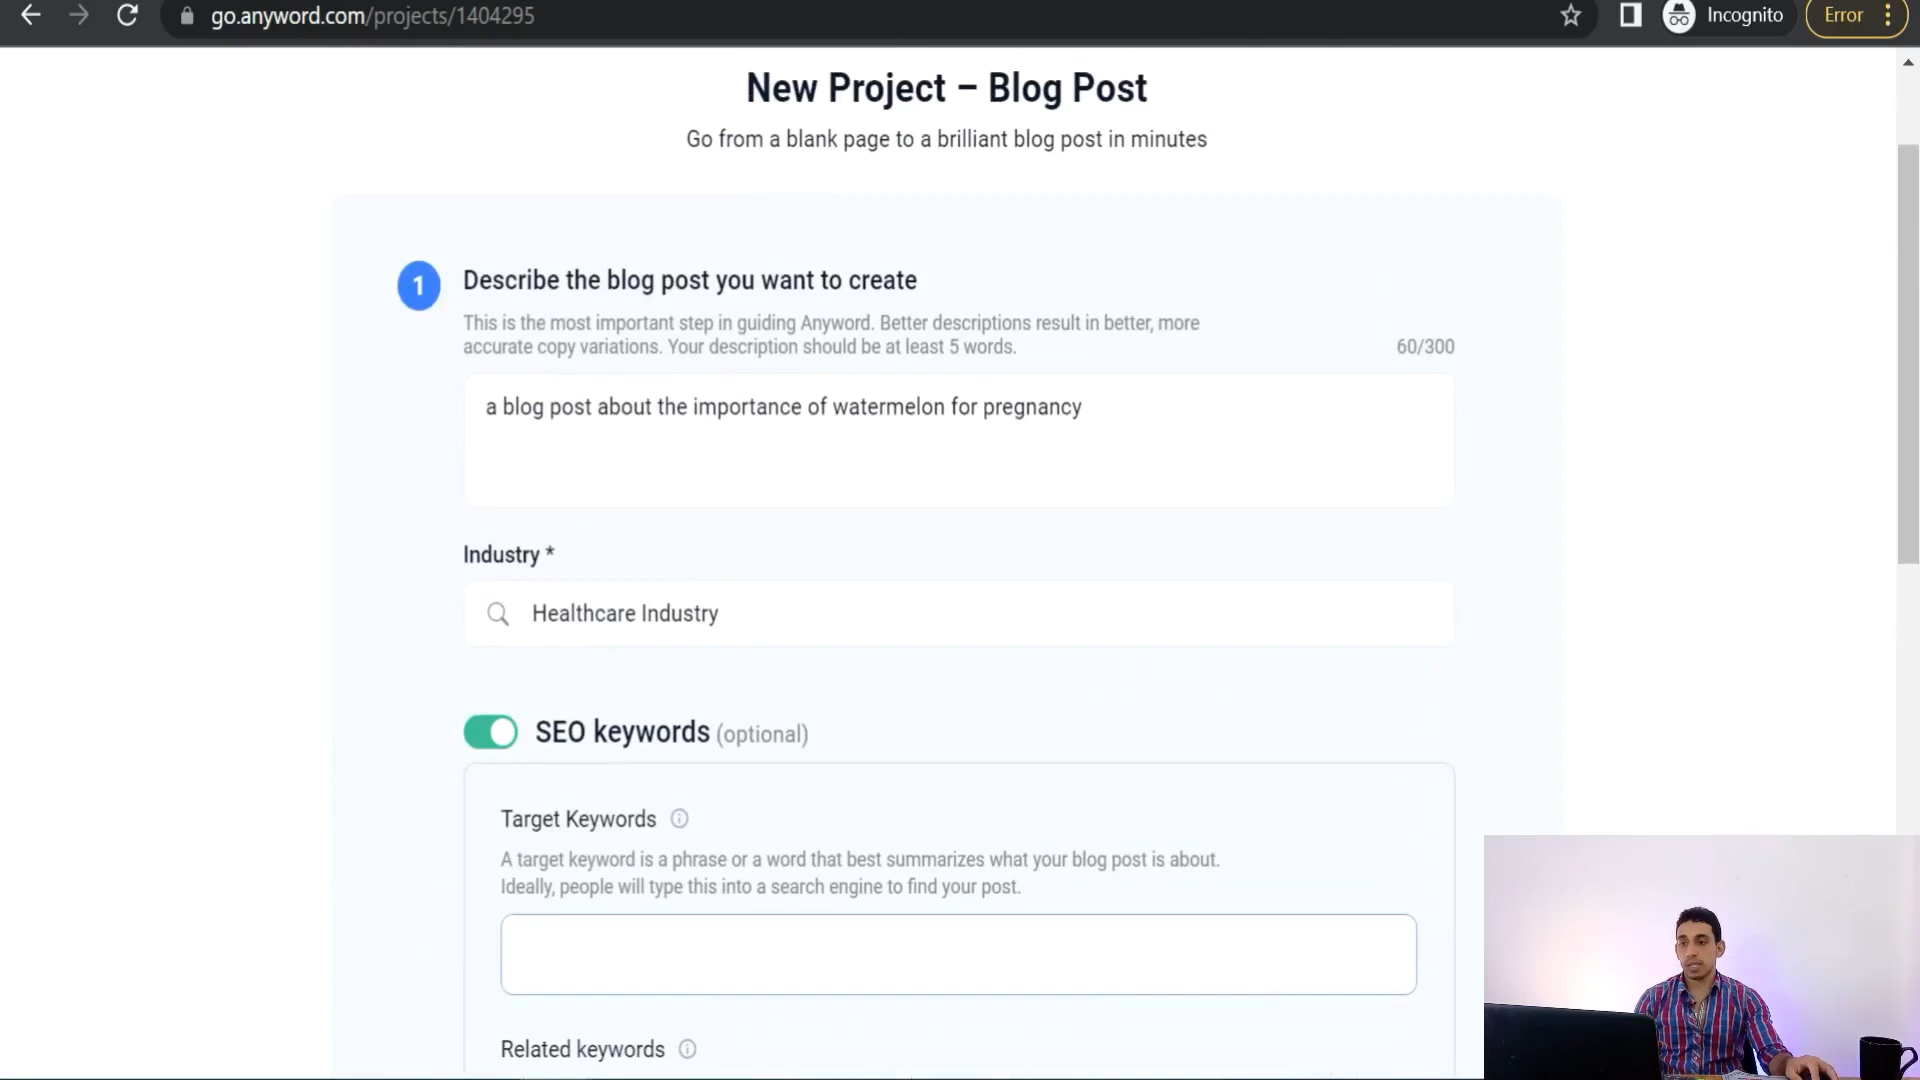 go.anyword.com/projects/1404295
Incognito
Error
New Project – Blog Post
Go from a blank page to a brilliant blog post in minutes
1
Describe the blog post you want to create
This is the most important step in guiding Anyword. Better descriptions result in better, more
accurate copy variations. Your description should be at least 5 words.
60/300
a blog post about the importance of watermelon for pregnancy
Industry *
Healthcare Industry
SEO keywords (optional)
Target Keywords
A target keyword is a phrase or a word that best summarizes what your blog post is about.
Ideally, people will type this into a search engine to find your post.
Related keywords